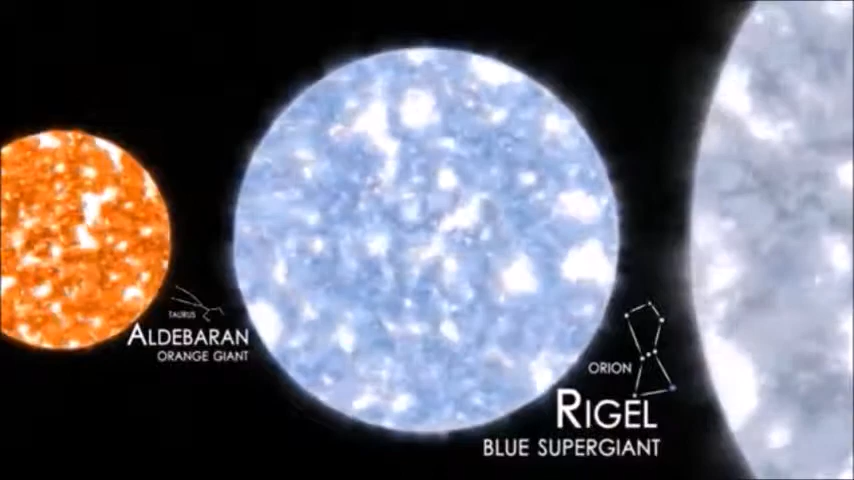 TAURUS
ALDEBARAN
ORANGE GIANT
ORION
RIGEL
BLUE SUPERGIANT